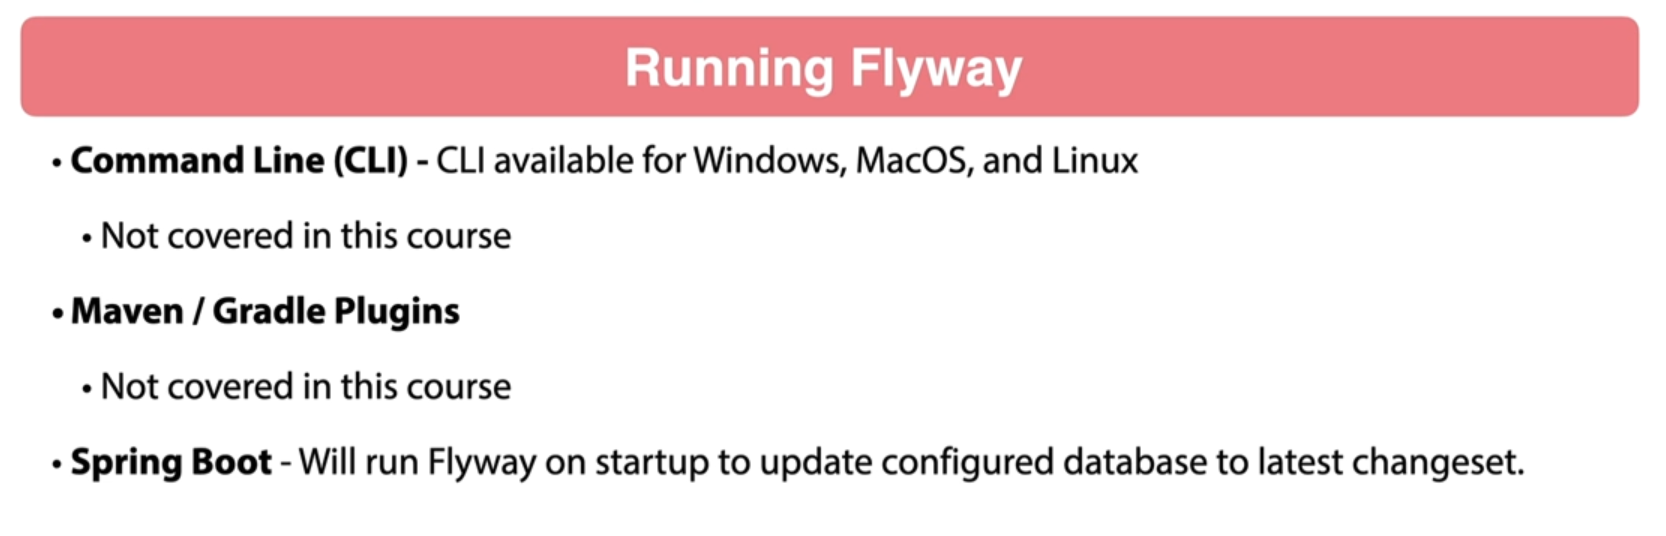 Running Flyway
• Command Line (CLI) - CLI available for Windows, MacOS, and Linux
• Not covered in this course
• Maven / Gradle Plugins
• Not covered in this course
• Spring Boot - Will run Flyway on startup to update configured database to latest changeset.